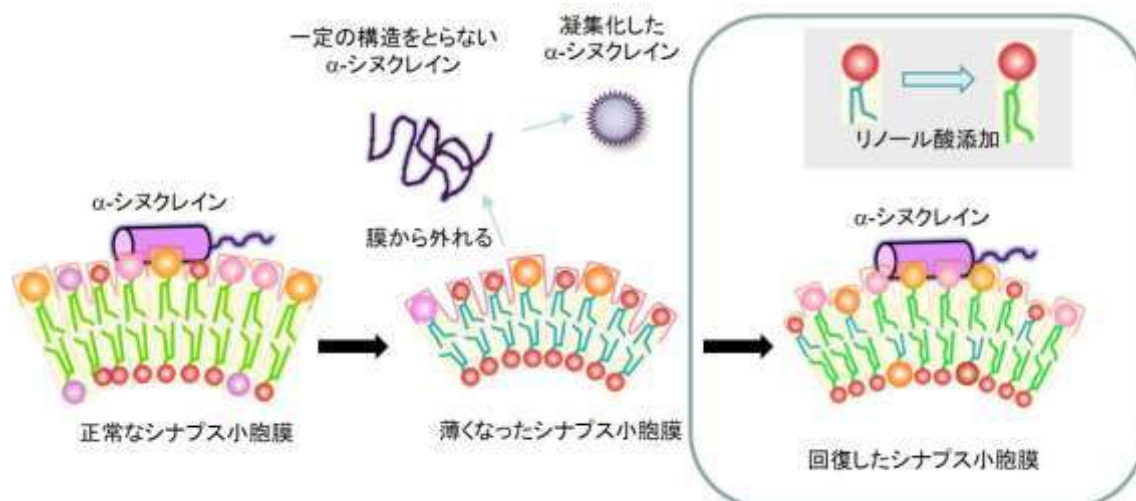 一定の構造をとらない
α-シヌクレイン
凝集化した
α-シヌクレイン
リノール酸添加
α-シヌクレイン
膜から外れる
α-シヌクレイン
正常なシナプス小胞膜
薄くなったシナプス小胞膜
回復したシナプス小胞膜